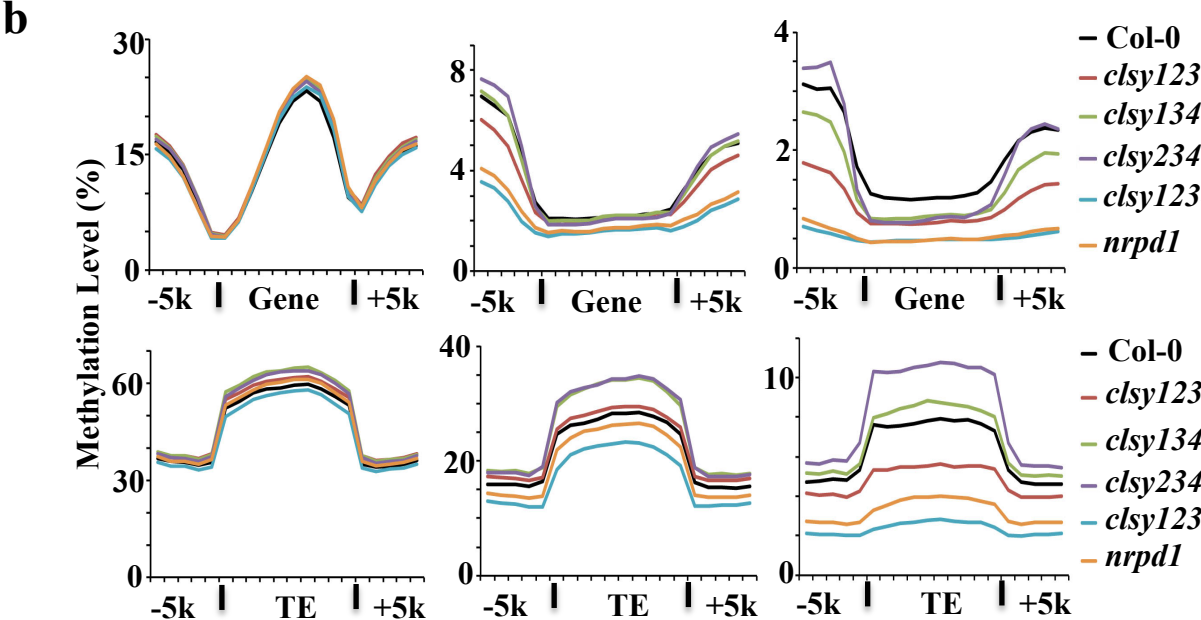 b
Methylation Level (%)
30
15
0
-5k Gene +5k
8
4
0
-5k Gene +5k
4
2
0
-5k Gene +5k
Col-0
clsy123
clsy134
clsy234
clsy123
nrpd1
60
30
0
-5k TE +5k
40
20
0
-5k TE +5k
10
0
-5k TE +5k
Col-0
clsy123
clsy134
clsy234
clsy123
nrpd1